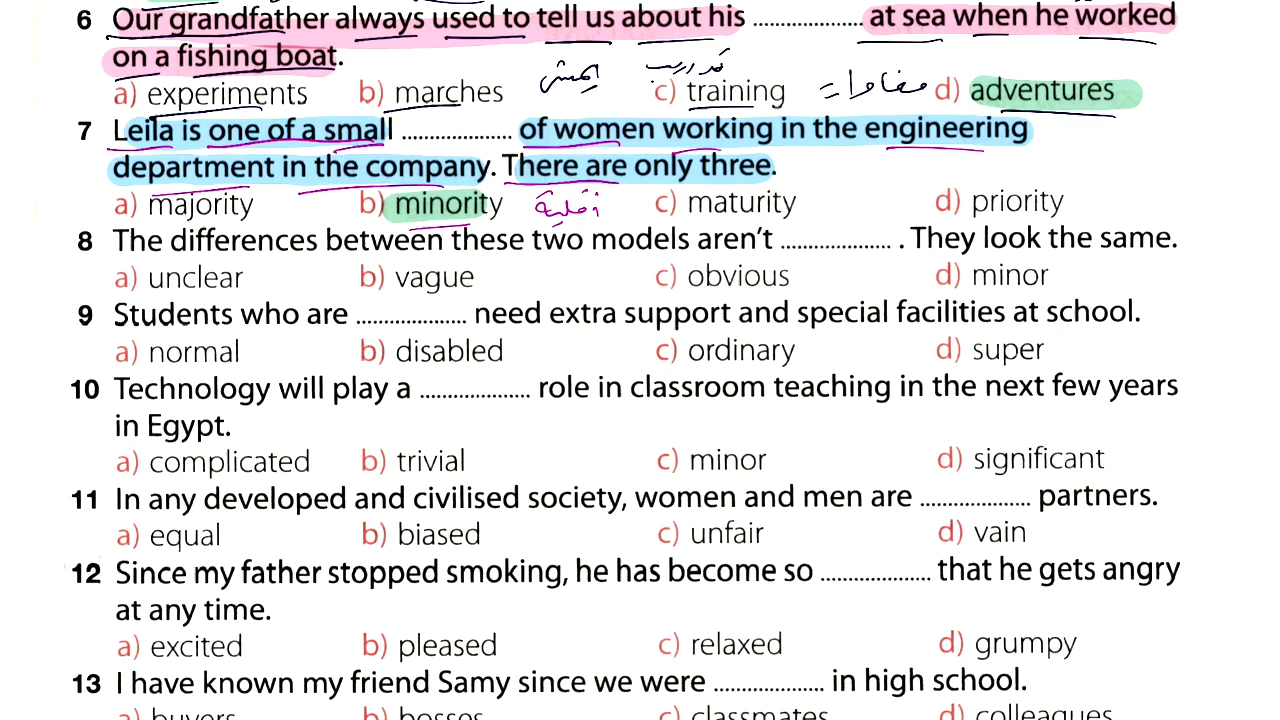 6 Our grandfather always used to tell us about his .................... at sea when he worked
on a fishing boat.
a) experiments b) marches c) training d) adventures
7 Leila is one of a small .................... of women working in the engineering
department in the company. There are only three.
a) majority b) minority أقلية c) maturity d) priority
8 The differences between these two models aren't .................... . They look the same.
a) unclear b) vague c) obvious d) minor
9 Students who are .................... need extra support and special facilities at school.
a) normal b) disabled c) ordinary d) super
10 Technology will play a .................... role in classroom teaching in the next few years
in Egypt.
a) complicated b) trivial c) minor d) significant
11 In any developed and civilised society, women and men are .................... partners.
a) equal b) biased c) unfair d) vain
12 Since my father stopped smoking, he has become so .................... that he gets angry
at any time.
a) excited b) pleased c) relaxed d) grumpy
13 I have known my friend Samy since we were .................... in high school.
a) buyers b) bosses c) classmates d) colleagues